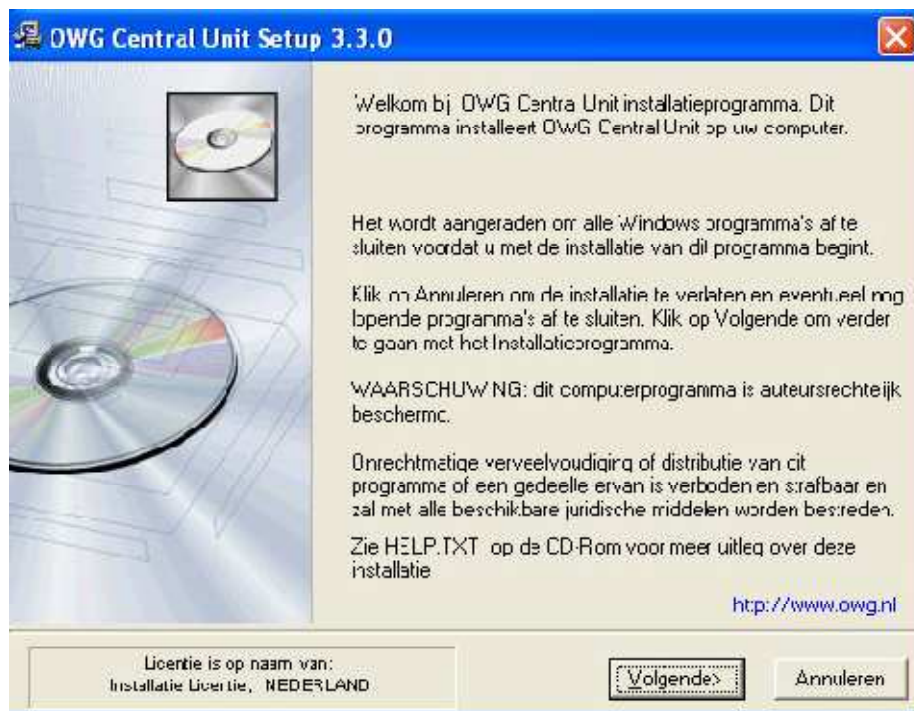 OWG Central Unit Setup 3.3.0
Welkom bij OWG Central Unit installatieprogramma. Dit
programma installeert OWG Central Unit op uw computer.
Het wordt aangeraden om alle Windows programma's af te
sluiten voordat u met de installatie van dit programma begint.
Klik op Annuleren om de installatie te verlaten en eventueel nog
lopende programma's af te sluiten. Klik op Volgende om verder
te gaan met het Installatieprogramma.
WAARSCHUWING: dit computerprogramma is auteursrechtelijk
beschermd.
Onrechtmatige verveelvoudiging of distributie van dit
programma of een gedeelte ervan is verboden en strafbaar en
zal met alle beschikbare juridische middelen worden bestreden.
Zie HELP.TXT op de CD-Rom voor meer uitleg over deze
installatie
http://www.owg.nl
Licentie is op naam van:
Installatie Licentie, NEDERLAND
Volgende>
Annuleren